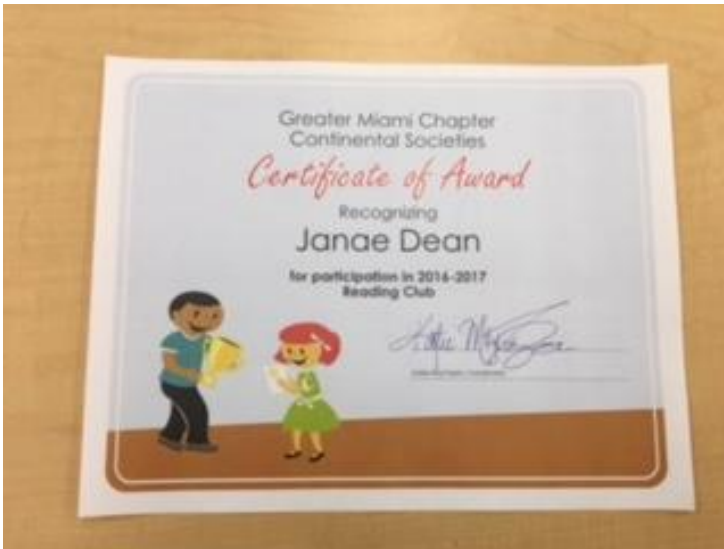 Greater Miami Chapter
Continental Societies
Certificate of Award
Recognizing
Janae Dean
for participation in 2016-2017
Reading Club